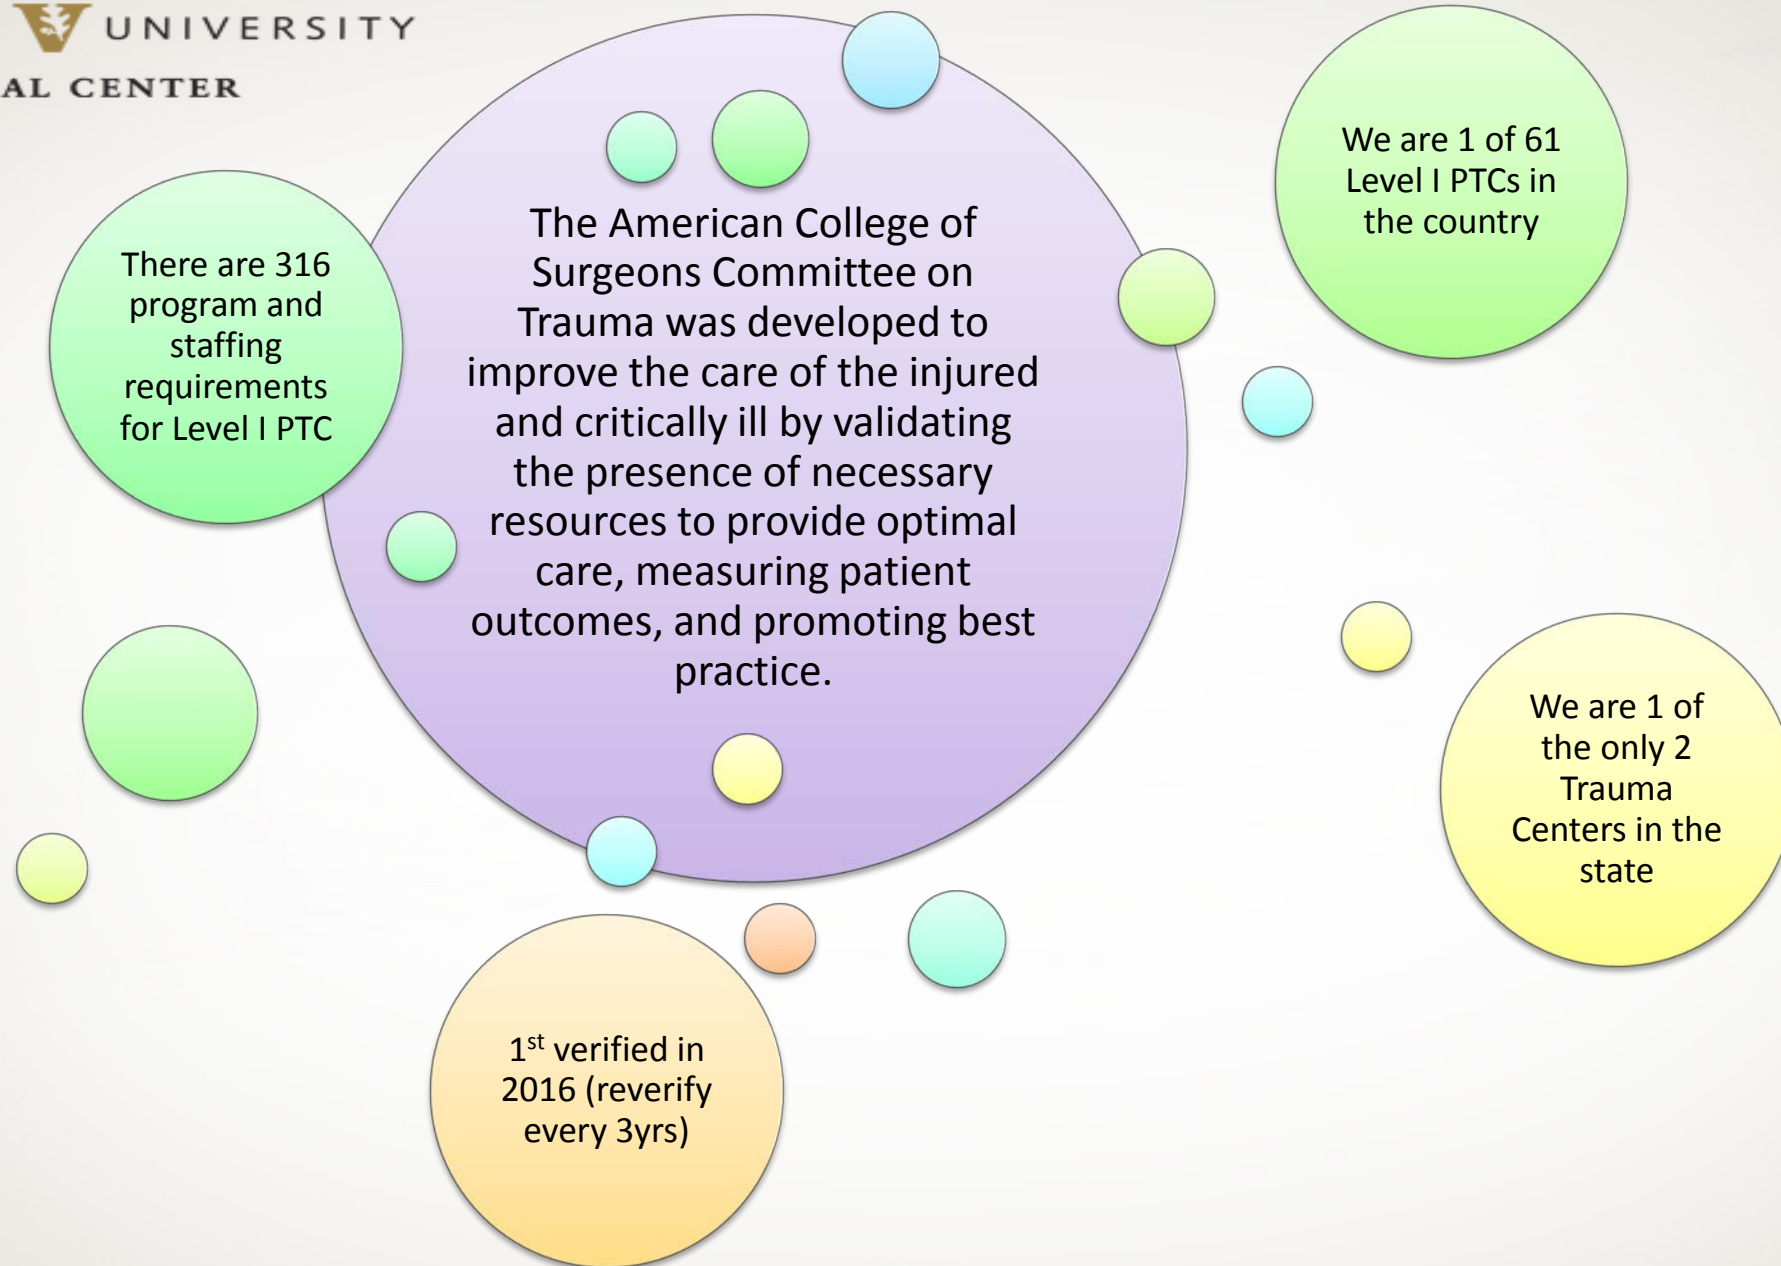 UNIVERSITY
AL CENTER
There are 316
program and
staffing
requirements
for Level I PTC
The American College of
Surgeons Committee on
Trauma was developed to
improve the care of the injured
and critically ill by validating
the presence of necessary
resources to provide optimal
care, measuring patient
outcomes, and promoting best
practice.
We are 1 of 61
Level I PTCs in
the country
We are 1 of
the only 2
Trauma
Centers in the
state
1st verified in
2016 (reverify
every 3yrs)